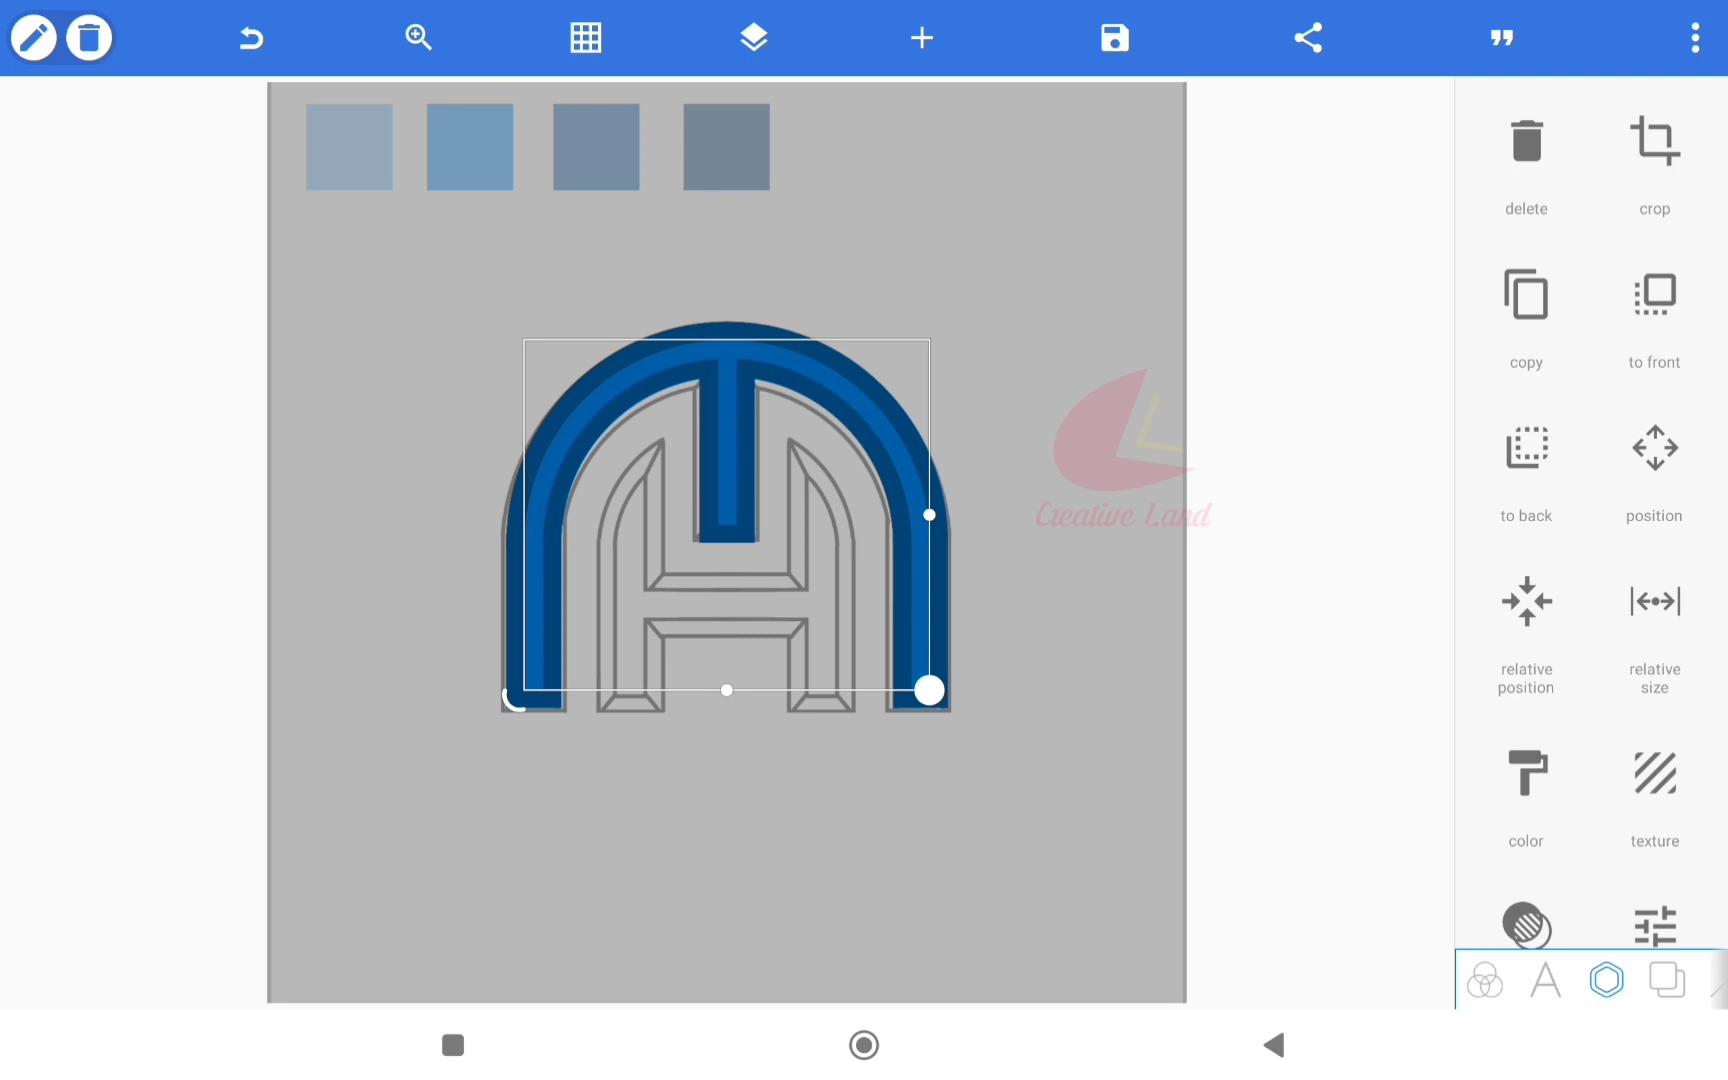 delete
crop
copy
to front
to back
position
relative
position
relative
size
color
texture
Creative Land